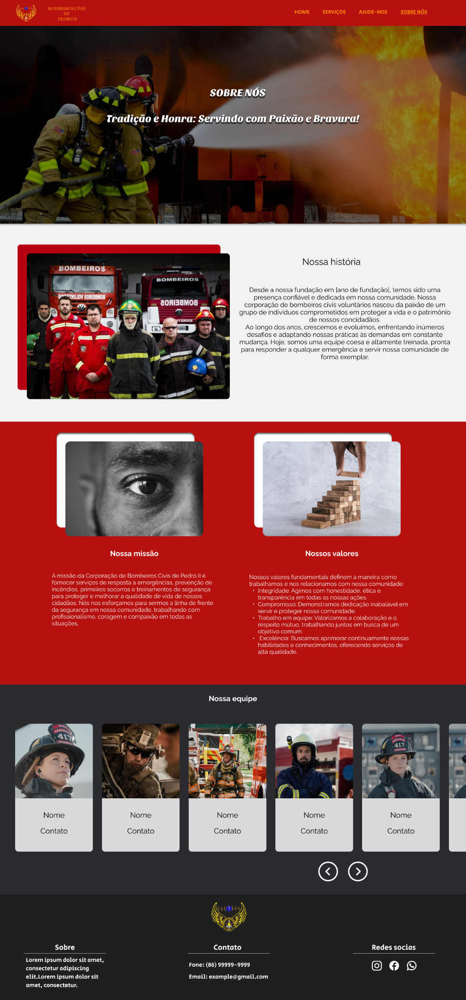 BOMBEIROS CÍVIS
DE
PEDRO II
HOME
SERVIÇOS
AJUDE-NOS
SOBRE NÓS
SOBRE NÓS
Tradição e Honra: Servindo com Paixão e Bravura!
BOMBEIROS
BOMBEIROS
BOMBEIROS VOLUNTÁRIOS
BOMBEIROS
Nossa história
Desde a nossa fundação em [ano de fundação], temos sido uma
presença confiável e dedicada em nossa comunidade. Nossa
corporação de bombeiros civis voluntários nasceu da paixão de um
grupo de indivíduos comprometidos em proteger a vida e o patrimônio
de nossos concidadãos.
Ao longo dos anos, crescemos e evoluímos, enfrentando inúmeros
desafios e adaptando nossas práticas às demandas em constante
mudança. Hoje, somos uma equipe coesa e altamente treinada, pronta
para responder a qualquer emergência e servir nossa comunidade de
forma exemplar.
Nossa missão
A missão da Corporação de Bombeiros Civis de Pedro II é
fornecer serviços de resposta a emergências, prevenção de
incêndios, primeiros socorros e treinamentos de segurança
para proteger e melhorar a qualidade de vida de nossos
cidadãos. Nós nos esforçamos para sermos a linha de frente
da segurança em nossa comunidade, trabalhando com
profissionalismo, coragem e compaixão em todas as
situações.
Nossos valores
Nossos valores fundamentais definem a maneira como
trabalhamos e nos relacionamos com nossa comunidade:
• Integridade: Agimos com honestidade, ética e
transparência em todas as nossas ações.
• Compromisso: Demonstramos dedicação inabalável em
servir e proteger nossa comunidade.
• Trabalho em equipe: Valorizamos a colaboração e o
respeito mútuo, trabalhando juntos em busca de um
objetivo comum.
• Excelência: Buscamos aprimorar continuamente nossas
habilidades e conhecimentos, oferecendo serviços de
alta qualidade.
Nossa equipe
417
417
Nome
Contato
Nome
Contato
Nome
Contato
Nome
Contato
Nome
Contato
Sobre
Lorem ipsum dolor sit amet,
consectetur adipiscing
elit.Lorem ipsum dolor sit
amet, consectetur.
Contato
Fone: (86) 99999-9999
Email: example@gmail.com
Redes socias